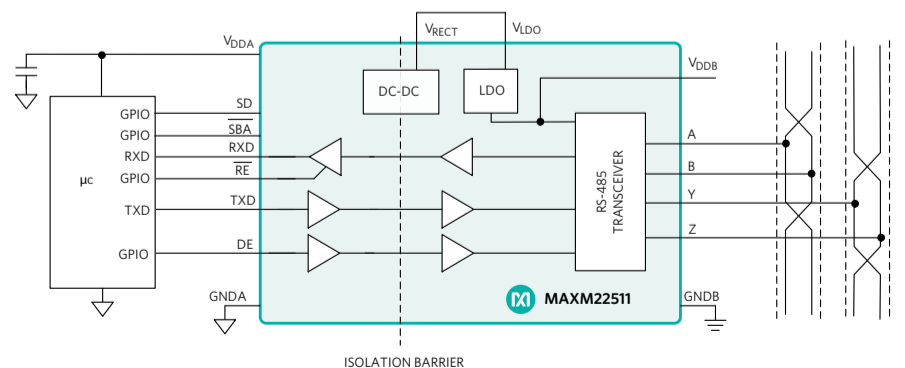 VRECT
VLDO
VDDA
VDDB
DC-DC
LDO
GPIO
SD
GPIO
SBA
RXD
RXD
GPIO
RE
µc
TXD
TXD
GPIO
DE
RS-485
TRANSCEIVER
A
B
Y
Z
GNDA
MAXM22511
GNDB
ISOLATION BARRIER